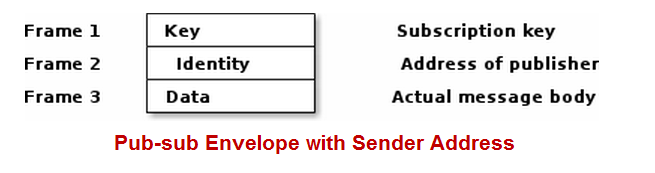 Frame 1 Key Subscription key
Frame 2 Identity Address of publisher
Frame 3 Data Actual message body
Pub-sub Envelope with Sender Address